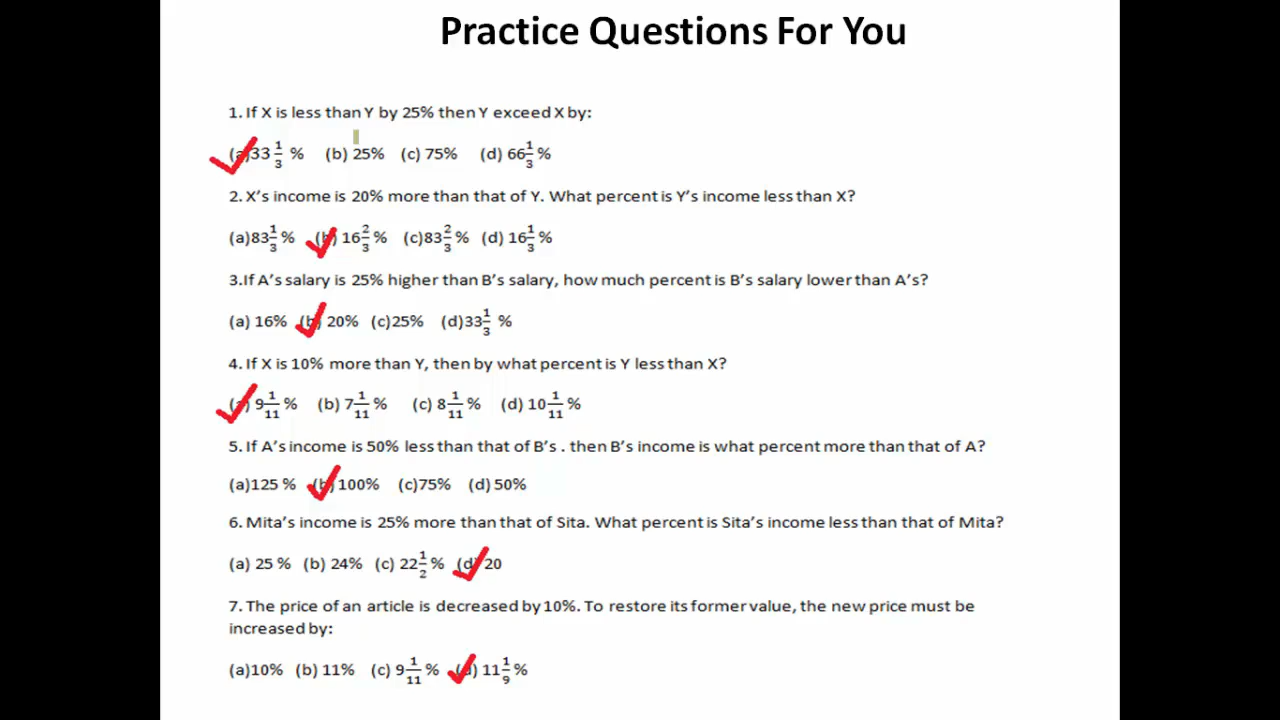 Practice Questions For You
1. If X is less than Y by 25% then Y exceed X by:
(a)33 1/3 % (b) 25% (c) 75% (d) 66 1/3 %
2. X's income is 20% more than that of Y. What percent is Y's income less than X?
(a)83 1/3 % (b) 16 2/3 % (c)83 2/3 % (d) 16 1/3 %
3.If A's salary is 25% higher than B's salary, how much percent is B's salary lower than A's?
(a) 16% (b) 20% (c)25% (d)33 1/3 %
4. If X is 10% more than Y, then by what percent is Y less than X?
(a) 9 1/11 % (b) 7 1/11 % (c) 8 1/11 % (d) 10 1/11 %
5. If A's income is 50% less than that of B's . then B's income is what percent more than that of A?
(a)125 % (b) 100% (c)75% (d) 50%
6. Mita's income is 25% more than that of Sita. What percent is Sita's income less than that of Mita?
(a) 25 % (b) 24% (c) 22 1/2 % (d) 20
7. The price of an article is decreased by 10%. To restore its former value, the new price must be
increased by:
(a)10% (b) 11% (c) 9 1/11 % (d) 11 1/9 %